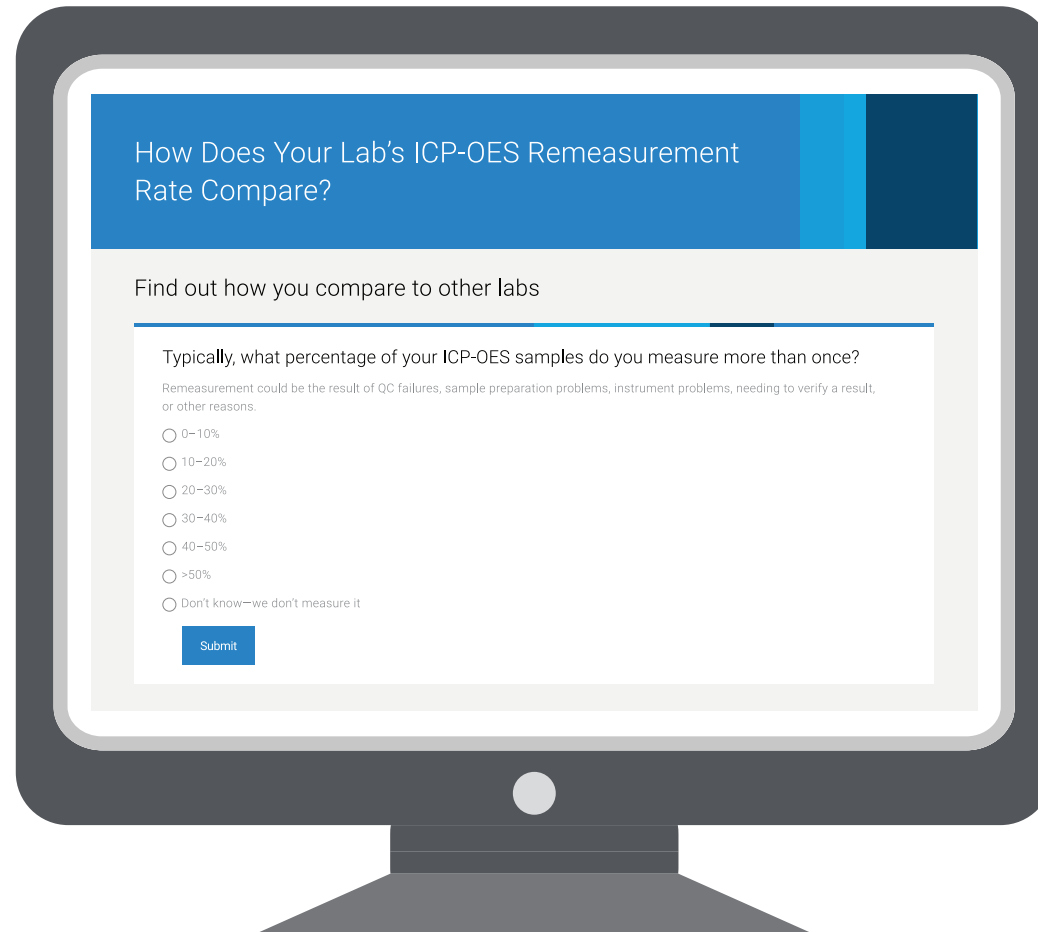 How Does Your Lab’s ICP-OES Remeasurement
Rate Compare?
Find out how you compare to other labs
Typically, what percentage of your ICP-OES samples do you measure more than once?
Remeasurement could be the result of QC failures, sample preparation problems, instrument problems, needing to verify a result,
or other reasons.
0–10%
10–20%
20–30%
30–40%
40–50%
>50%
Don’t know—we don’t measure it
Submit